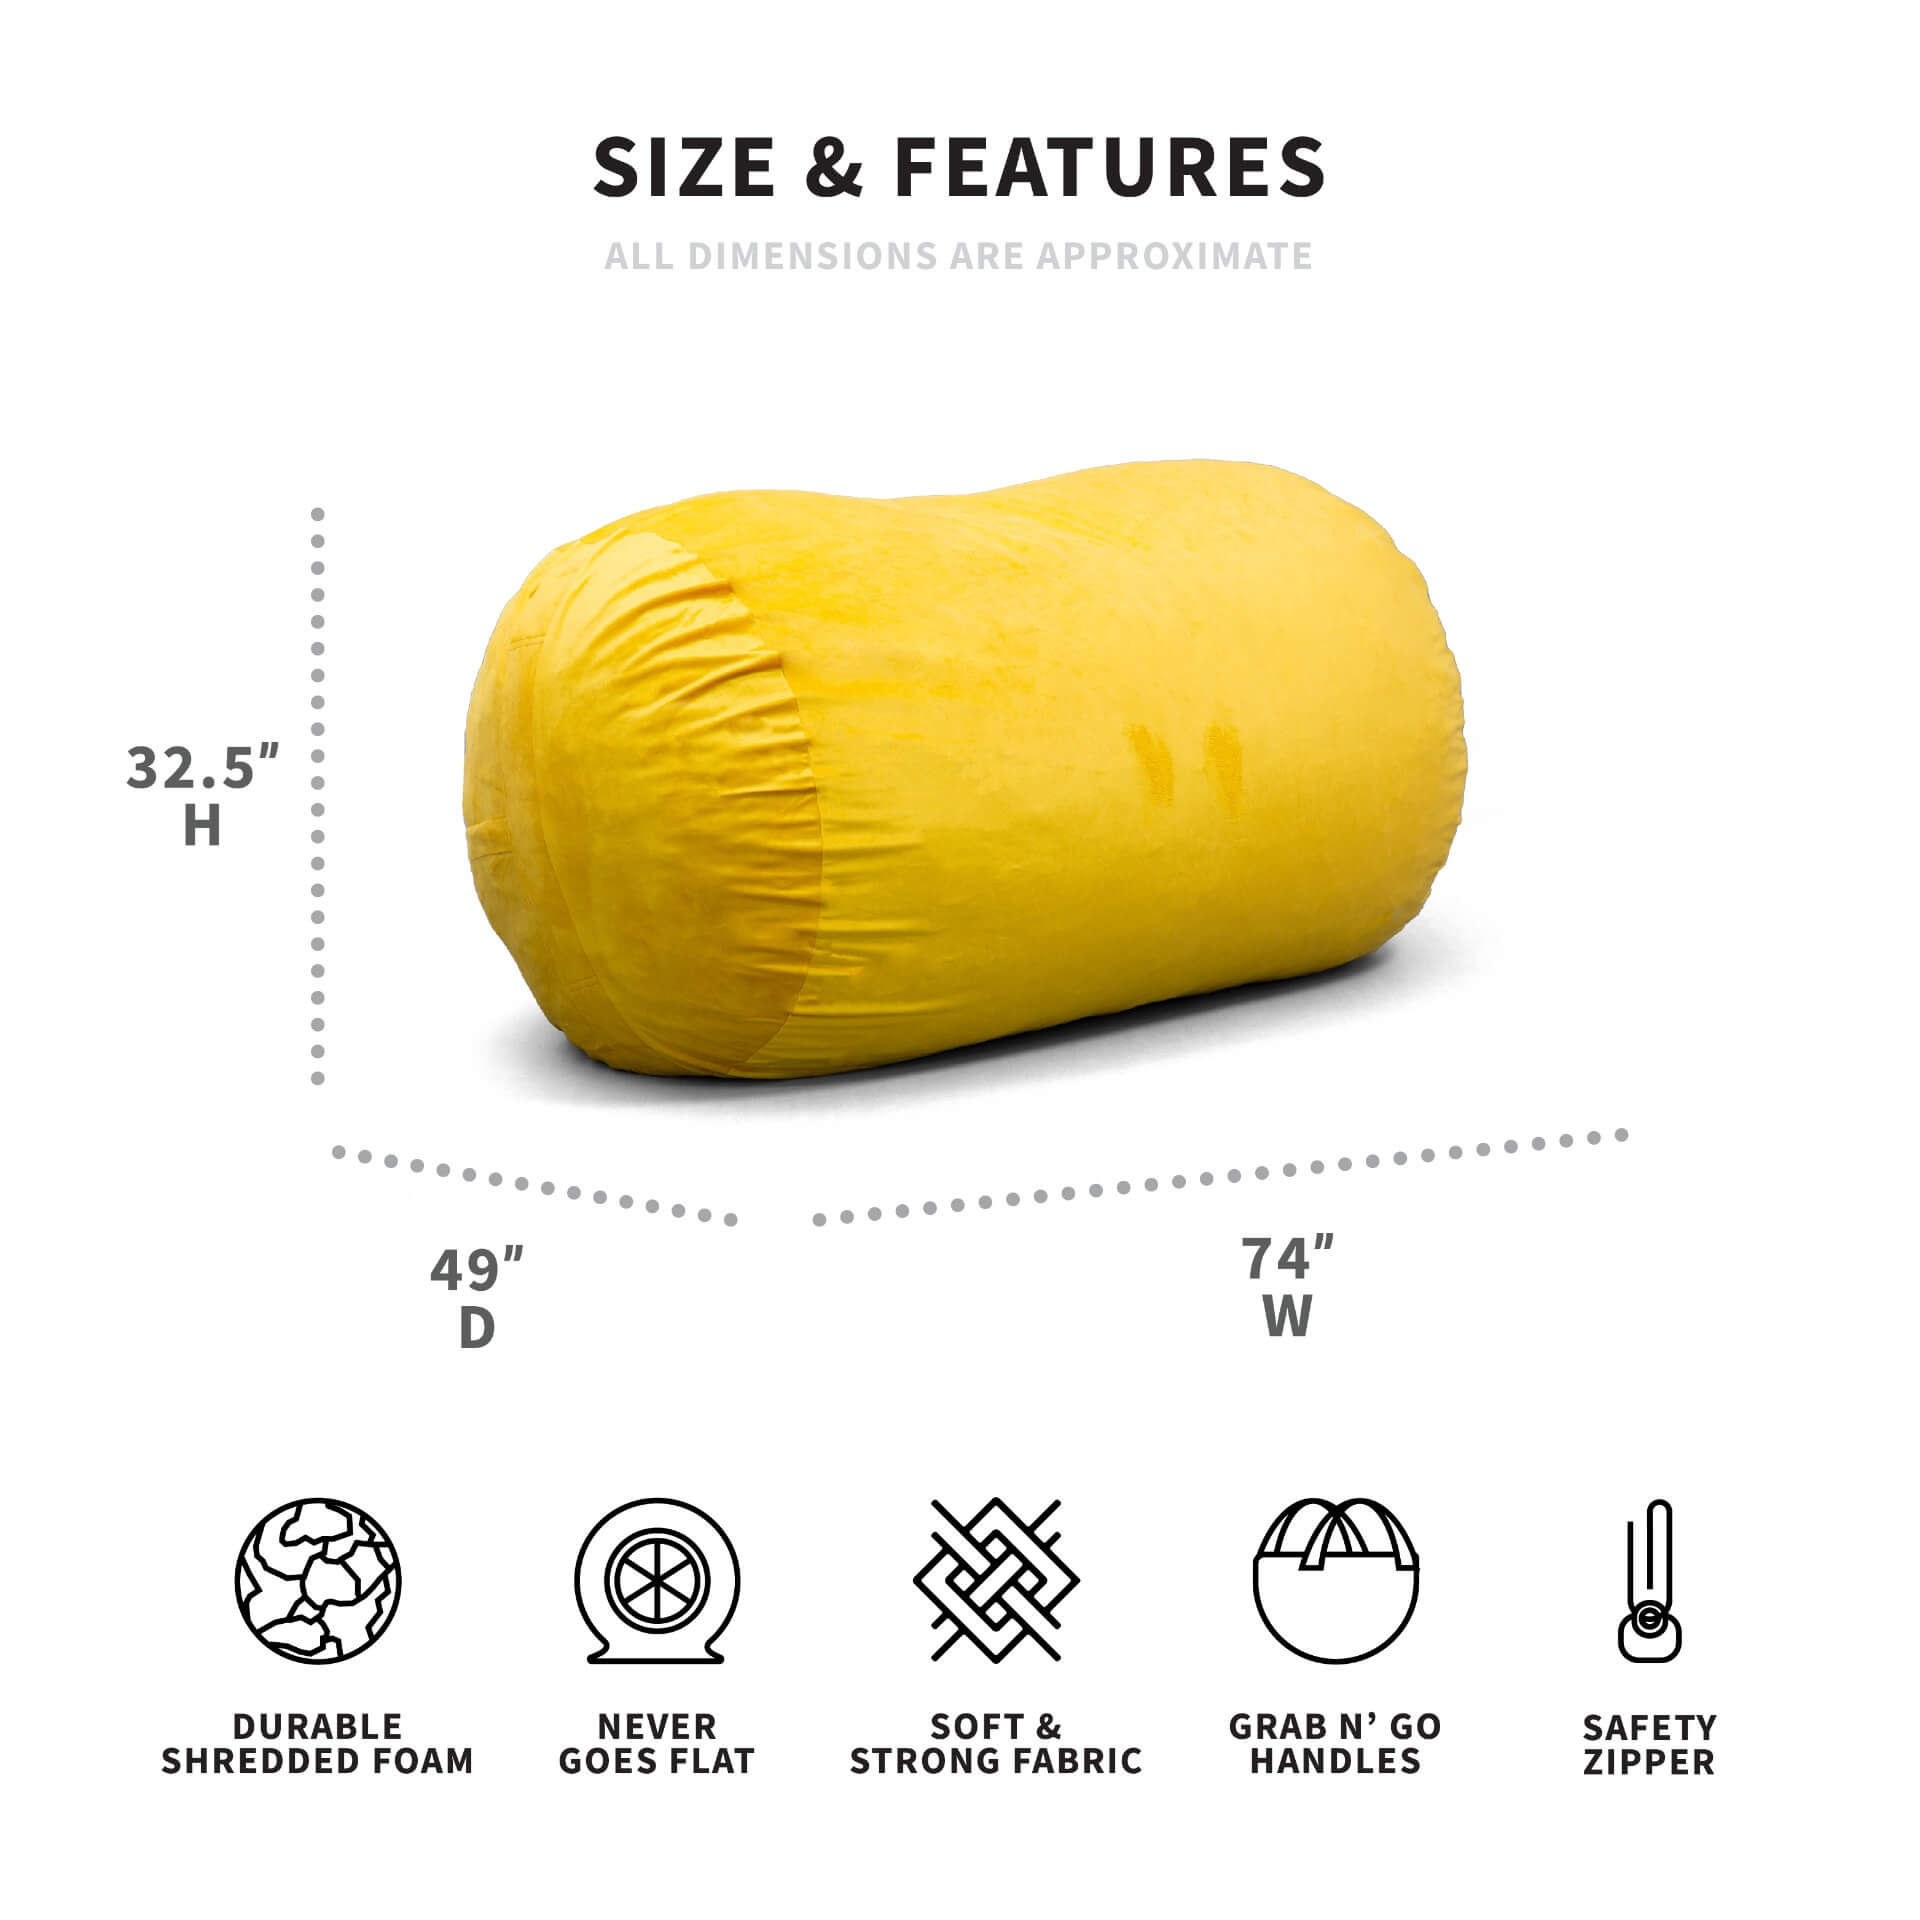 SIZE & FEATURES
ALL DIMENSIONS ARE APPROXIMATE
32.5"
H
49"
D
74"
W
DURABLE
SHREDDED FOAM
NEVER
GOES FLAT
SOFT &
STRONG FABRIC
GRAB N’ GO
HANDLES
SAFETY
ZIPPER